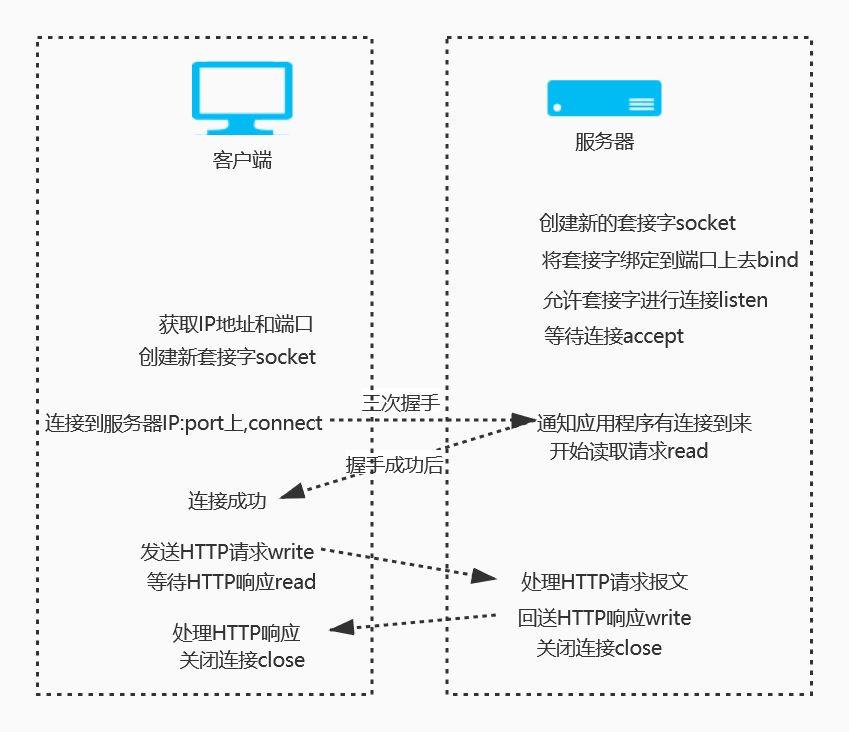 客户端
服务器
创建新的套接字socket
将套接字绑定到端口上去bind
允许套接字进行连接listen
等待连接accept
获取IP地址和端口
创建新套接字socket
三次握手
连接到服务器IP:port上,connect
通知应用程序有连接到来
开始读取请求read
握手成功后
连接成功
发送HTTP请求write
等待HTTP响应read
处理HTTP请求报文
回送HTTP响应write
关闭连接close
处理HTTP响应
关闭连接close